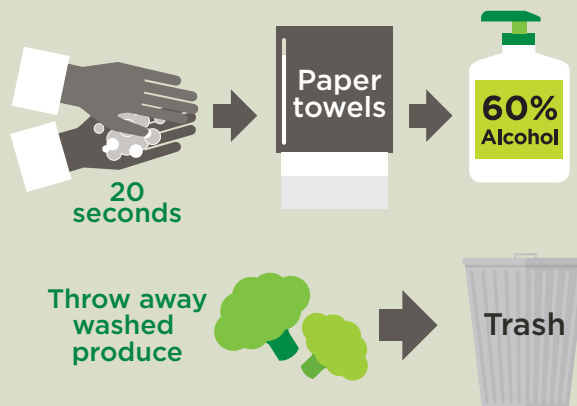 Paper
towels
60%
Alcohol
20
seconds
Throw away
washed
produce
Trash